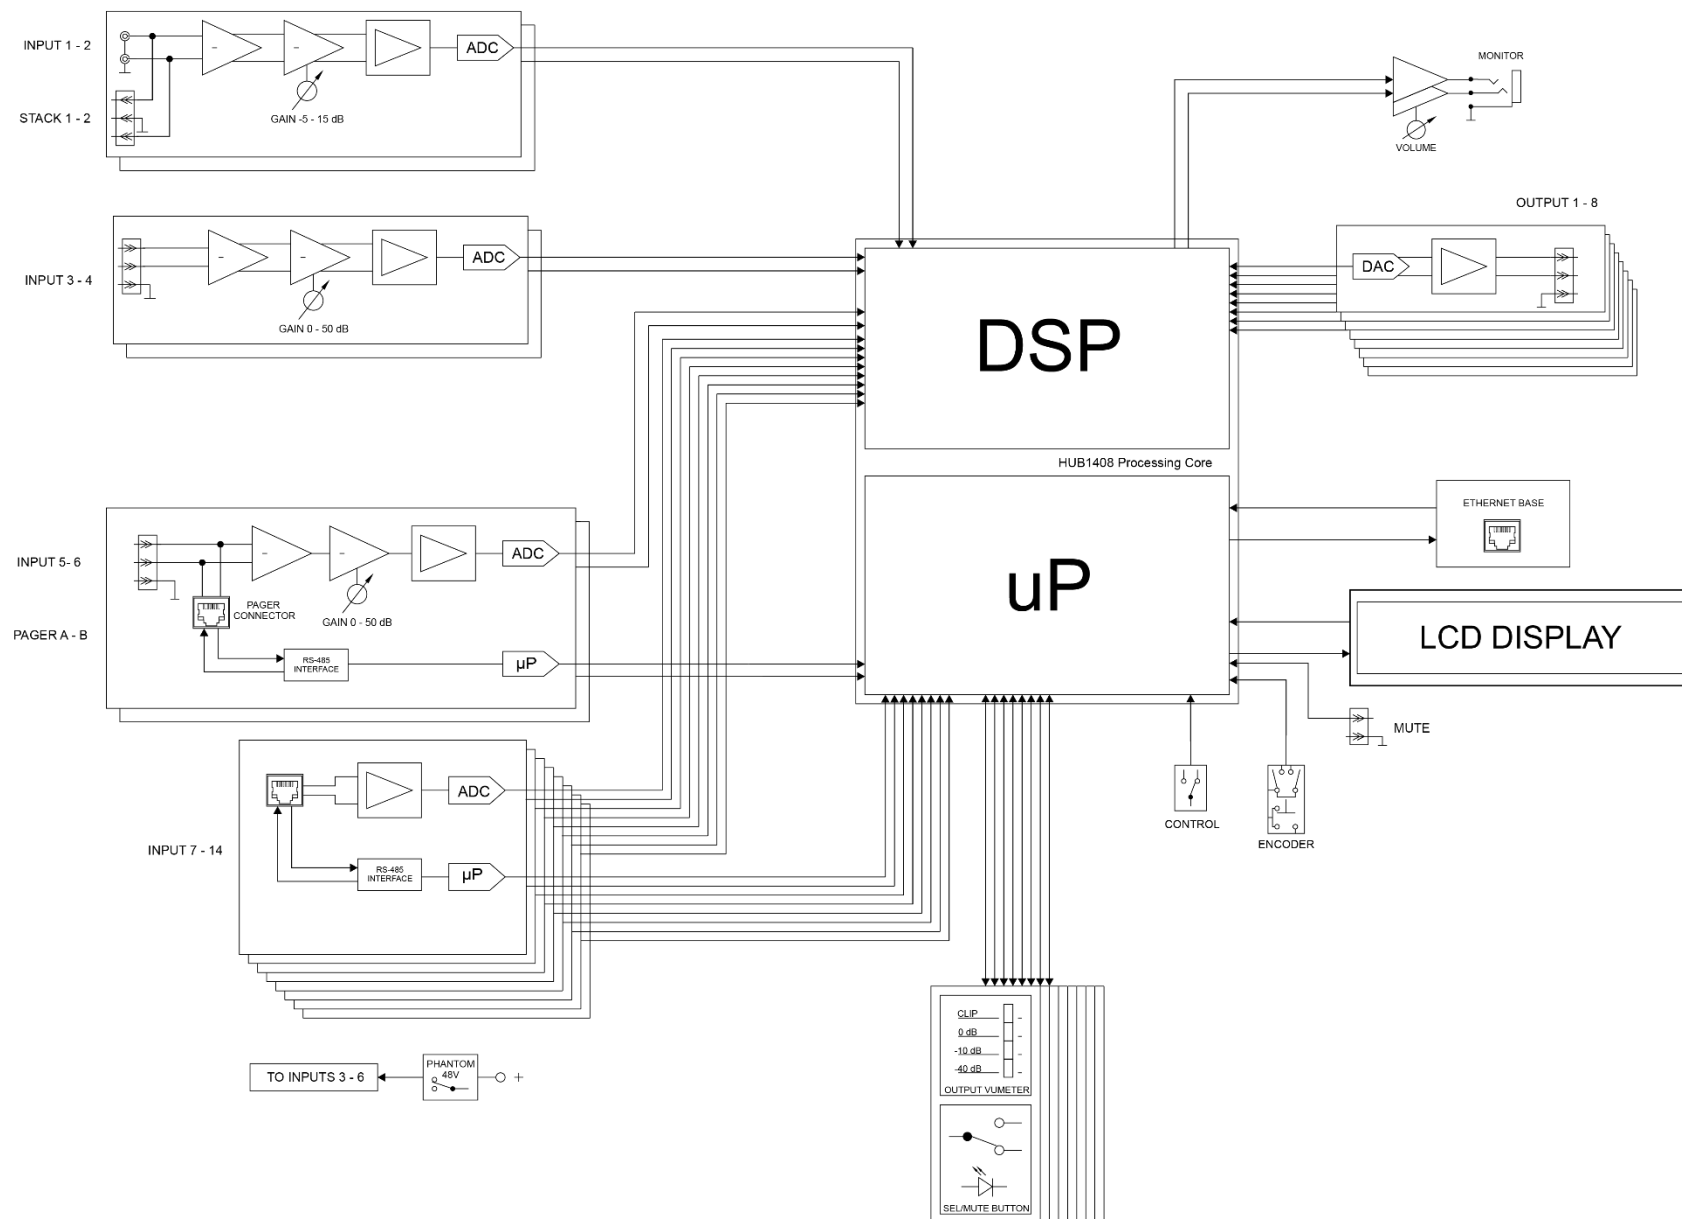 INPUT 1 - 2
ADC
STACK 1 - 2
GAIN -5 - 15 dB
MONITOR
VOLUME
OUTPUT 1 - 8
INPUT 3 - 4
ADC
GAIN 0 - 50 dB
DSP
DAC
HUB1408 Processing Core
ETHERNET BASE
INPUT 5- 6
ADC
PAGER
CONNECTOR
GAIN 0 - 50 dB
PAGER A - B
RS-485
INTERFACE
µP
uP
LCD DISPLAY
MUTE
INPUT 7 - 14
ADC
RS-485
INTERFACE
µP
CONTROL
ENCODER
TO INPUTS 3 - 6
PHANTOM
48V
+
CLIP
0 dB
-10 dB
-40 dB
OUTPUT VUMETER
SEL/MUTE BUTTON